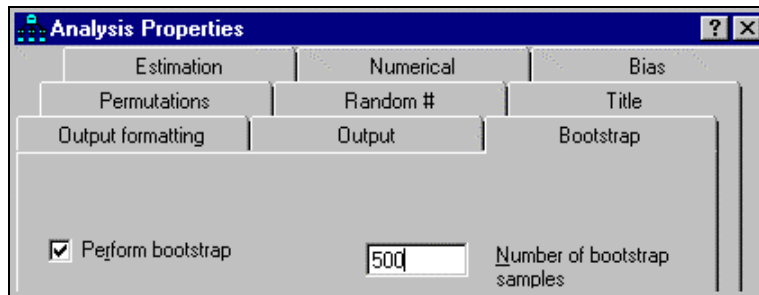 Analysis Properties
Estimation Numerical Bias
Permutations Random # Title
Output formatting Output Bootstrap
Perform bootstrap 500 Number of bootstrap
samples